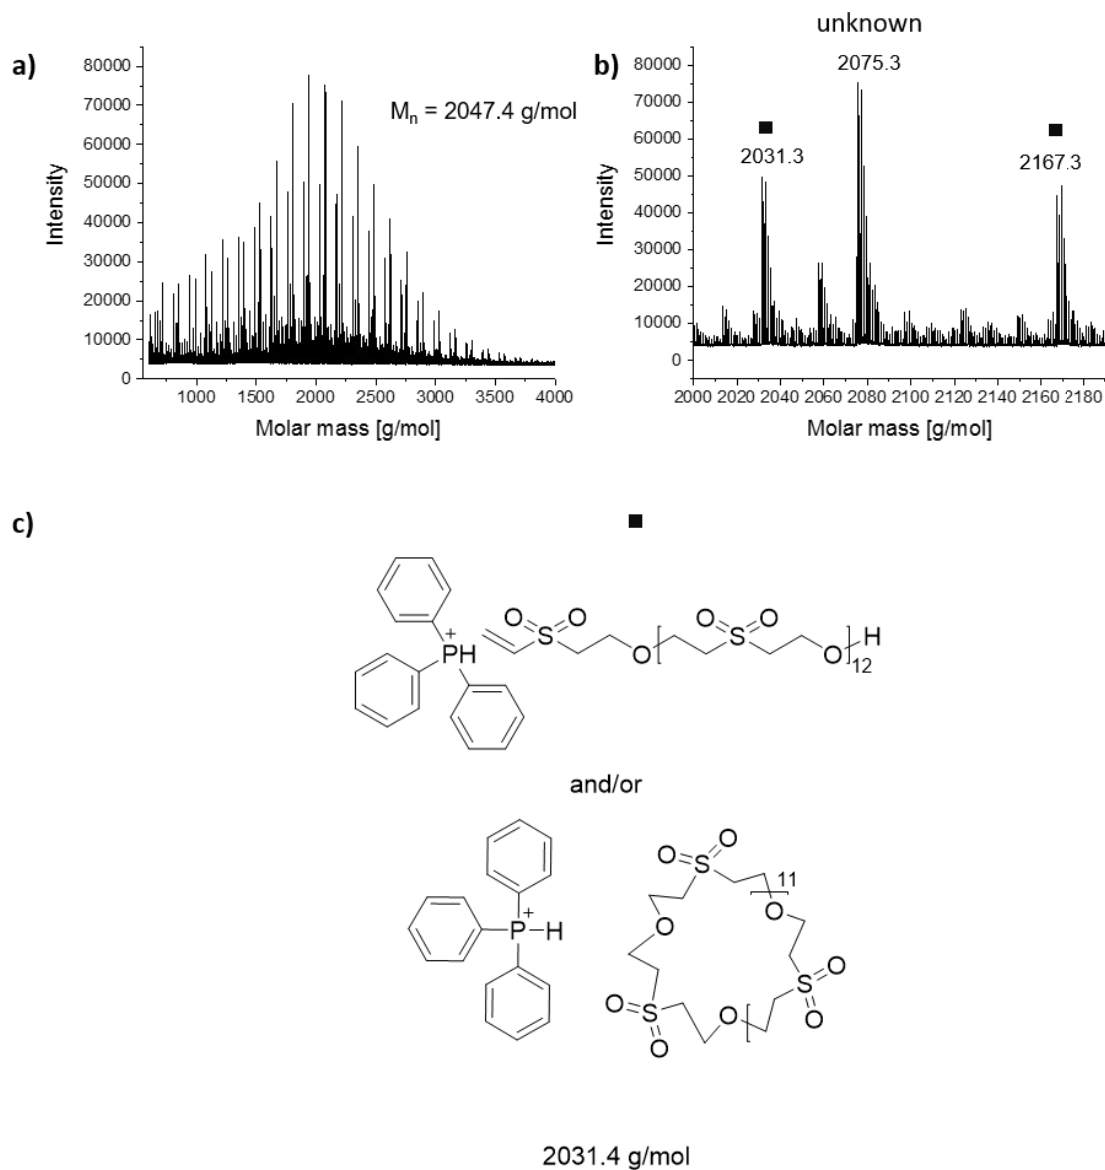 unknown
a)
80000
70000
60000
50000
40000
30000
20000
10000
0
Intensity
Mn = 2047.4 g/mol
1000 1500 2000 2500 3000 3500 4000
Molar mass [g/mol]
b)
80000
70000
60000
50000
40000
30000
20000
10000
0
Intensity
2075.3
2031.3
2167.3
2000 2020 2040 2060 2080 2100 2120 2140 2160 2180
Molar mass [g/mol]
c)
+
PH
O O
S
O
O O
S
O
H
12
and/or
+
P H
O
O
S
11
O
O
S
O
O
O
S
O
O
O
2031.4 g/mol